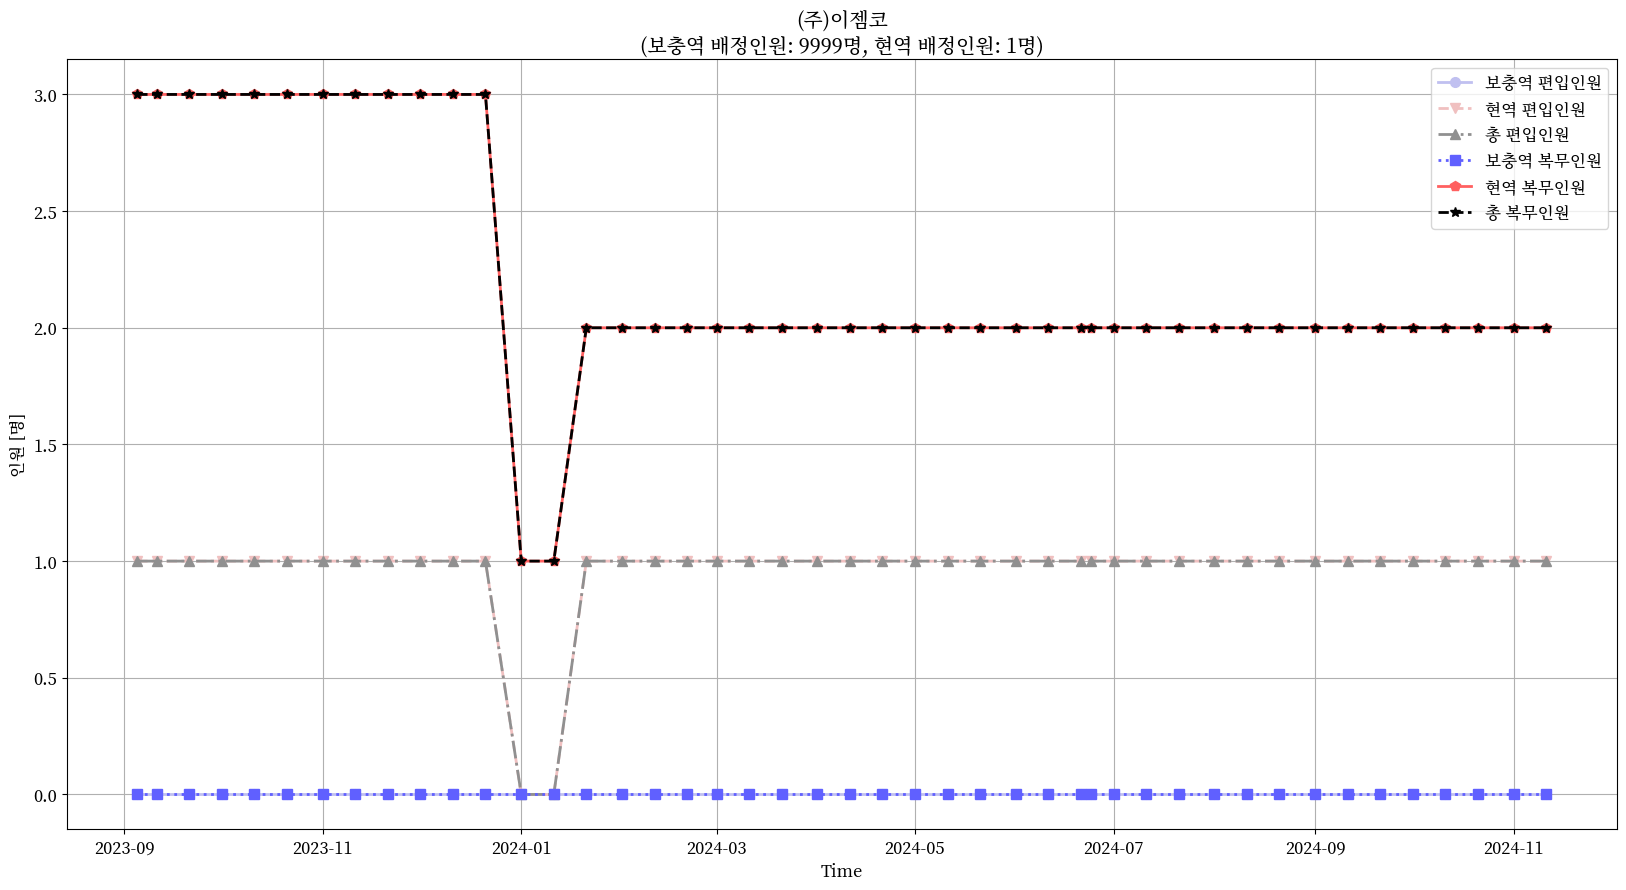 (주)이젬코
(보충역 배정인원: 9999명, 현역 배정인원: 1명)
보충역 편입인원
현역 편입인원
총 편입인원
보충역 복무인원
현역 복무인원
총 복무인원
3.0
2.5
2.0
1.5
1.0
0.5
0.0
인원 [명]
2023-09 2023-11 2024-01 2024-03 2024-05 2024-07 2024-09 2024-11
Time